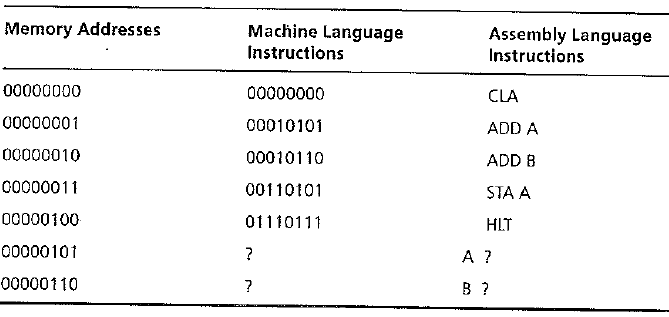 Memory Addresses Machine Language Instructions Assembly Language Instructions
00000000 00000000 CLA
00000001 00010101 ADD A
00000010 00010110 ADD B
00000011 00110101 STA A
00000100 01110111 HLT
00000101 ? A ?
00000110 ? B ?